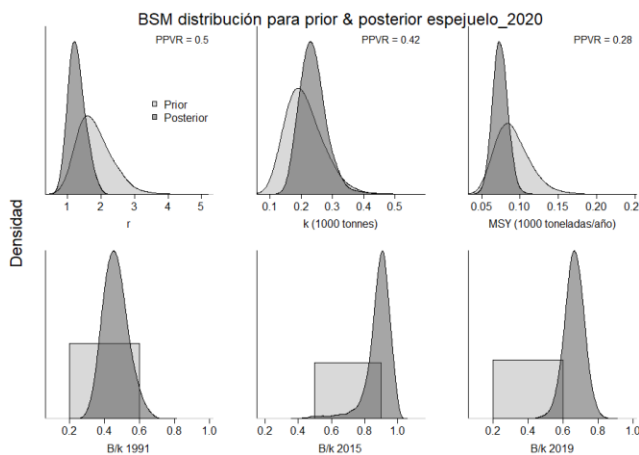 BSM distribución para prior & posterior espejuelo_2020
PPVR = 0.5
PPVR = 0.42
PPVR = 0.28
Prior
Posterior
Densidad
1 2 3 4 5
0.1 0.2 0.3 0.4 0.5
0.05 0.10 0.15 0.20 0.2
r
k (1000 tonnes)
MSY (1000 toneladas/año)
0.2 0.4 0.6 0.8 1.0
0.2 0.4 0.6 0.8 1.0
0.2 0.4 0.6 0.8 1.0
B/k 1991
B/k 2015
B/k 2019